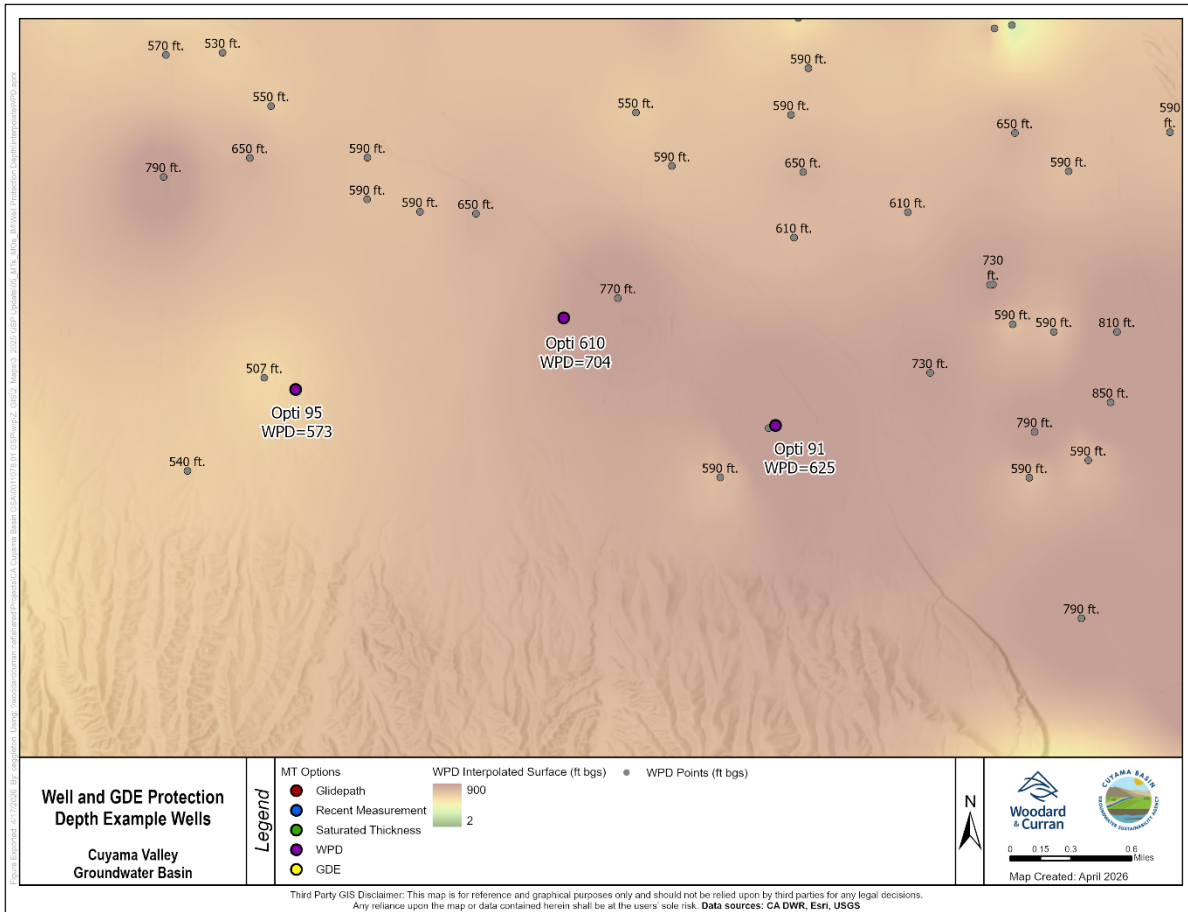 570 ft.
530 ft.
590 ft.
550 ft.
550 ft.
590 ft.
590
ft.
650 ft.
650 ft.
590 ft.
590 ft.
650 ft.
590 ft.
790 ft.
590 ft.
590 ft.
650 ft.
610 ft.
610 ft.
730
ft.
770 ft.
590 ft.
590 ft.
810 ft.
Opti 610
WPD=704
507 ft.
730 ft.
Opti 95
WPD=573
850 ft.
790 ft.
Opti 91
WPD=625
590 ft.
540 ft.
590 ft.
590 ft.
790 ft.
Well and GDE Protection
Depth Example Wells
Cuyama Valley
Groundwater Basin
Legend
MT Options
Glidepath
Recent Measurement
Saturated Thickness
WPD
GDE
WPD Interpolated Surface (ft bgs)
900
2
WPD Points (ft bgs)
N
Woodard
& Curran
CUYAMA BASIN
GROUNDWATER SUSTAINABILITY AGENCY
0 0.15 0.3 0.6
Miles
Map Created: April 2026
Third Party GIS Disclaimer: This map is for reference and graphical purposes only and should not be relied upon by third parties for any legal decisions.
Any reliance upon the map or data contained herein shall be at the users' sole risk. Data sources: CA DWR, Esri, USGS